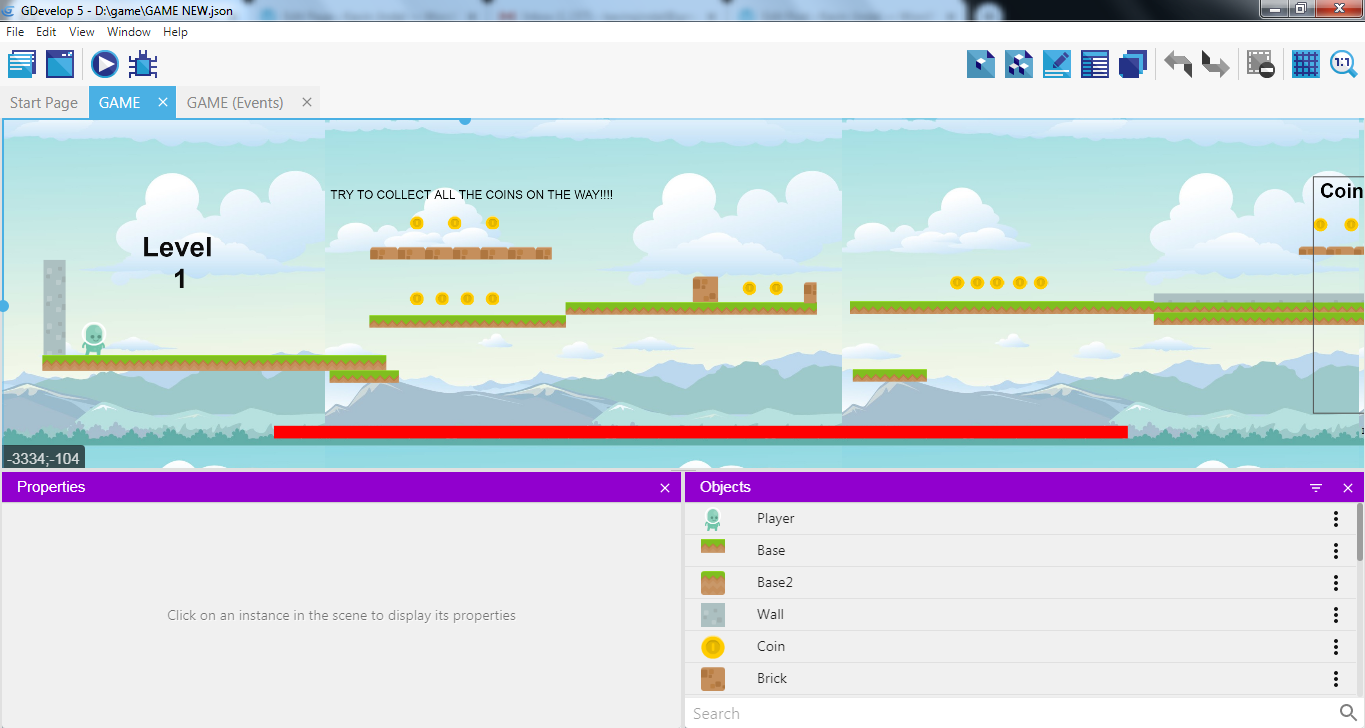 GDevelop 5 - D:\game\GAME NEW.json
File Edit View Window Help
1:1
Start Page GAME × GAME (Events) ×
TRY TO COLLECT ALL THE COINS ON THE WAY!!!!
Coin
Level
1
-3334;-104
Properties ×
Objects ×
Player
Base
Base2
Wall
Coin
Brick
Click on an instance in the scene to display its properties
Search